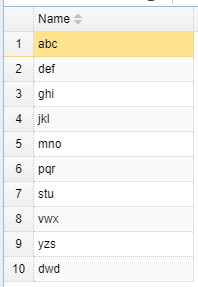 Name
1 abc
2 def
3 ghi
4 jkl
5 mno
6 pqr
7 stu
8 vwx
9 yzs
10 dwd